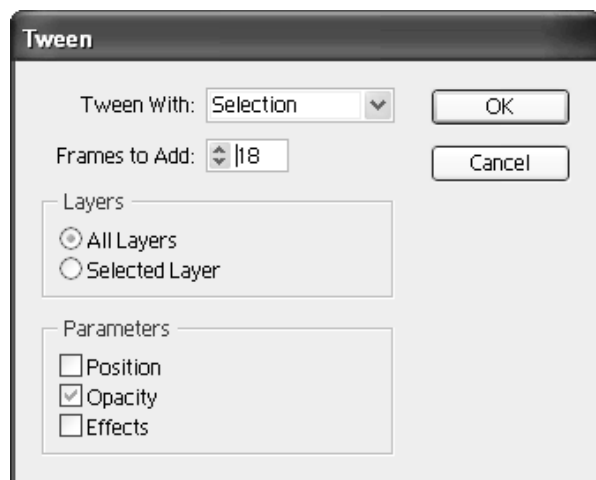 Tween
Tween With: Selection
OK
Frames to Add: 18
Cancel
Layers
All Layers
Selected Layer
Parameters
Position
Opacity
Effects